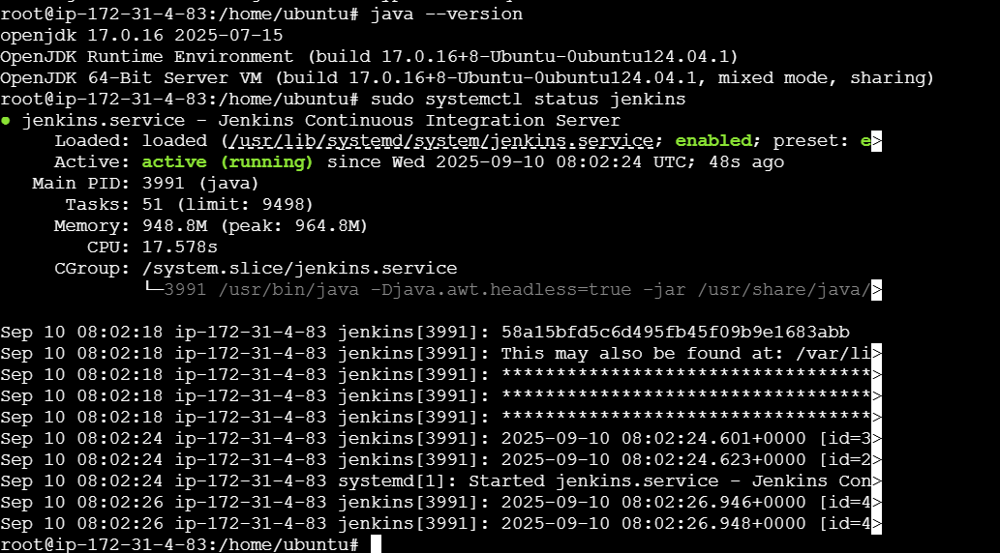 root@ip-172-31-4-83:/home/ubuntu# java --version
openjdk 17.0.16 2025-07-15
OpenJDK Runtime Environment (build 17.0.16+8-Ubuntu-0ubuntu124.04.1)
OpenJDK 64-Bit Server VM (build 17.0.16+8-Ubuntu-0ubuntu124.04.1, mixed mode, sharing)
root@ip-172-31-4-83:/home/ubuntu# sudo systemctl status jenkins
● jenkins.service - Jenkins Continuous Integration Server
     Loaded: loaded (/usr/lib/systemd/system/jenkins.service; enabled; preset: e>
     Active: active (running) since Wed 2025-09-10 08:02:24 UTC; 48s ago
   Main PID: 3991 (java)
      Tasks: 51 (limit: 9498)
     Memory: 948.8M (peak: 964.8M)
        CPU: 17.578s
     CGroup: /system.slice/jenkins.service
             └─3991 /usr/bin/java -Djava.awt.headless=true -jar /usr/share/java/>
Sep 10 08:02:18 ip-172-31-4-83 jenkins[3991]: 58a15bfd5c6d495fb45f09b9e1683abb
Sep 10 08:02:18 ip-172-31-4-83 jenkins[3991]: This may also be found at: /var/li>
Sep 10 08:02:18 ip-172-31-4-83 jenkins[3991]: **********************************>
Sep 10 08:02:18 ip-172-31-4-83 jenkins[3991]: **********************************>
Sep 10 08:02:18 ip-172-31-4-83 jenkins[3991]: **********************************>
Sep 10 08:02:24 ip-172-31-4-83 jenkins[3991]: 2025-09-10 08:02:24.601+0000 [id=3>
Sep 10 08:02:24 ip-172-31-4-83 jenkins[3991]: 2025-09-10 08:02:24.623+0000 [id=2>
Sep 10 08:02:24 ip-172-31-4-83 systemd[1]: Started jenkins.service - Jenkins Con>
Sep 10 08:02:26 ip-172-31-4-83 jenkins[3991]: 2025-09-10 08:02:26.946+0000 [id=4>
Sep 10 08:02:26 ip-172-31-4-83 jenkins[3991]: 2025-09-10 08:02:26.948+0000 [id=4>
root@ip-172-31-4-83:/home/ubuntu#